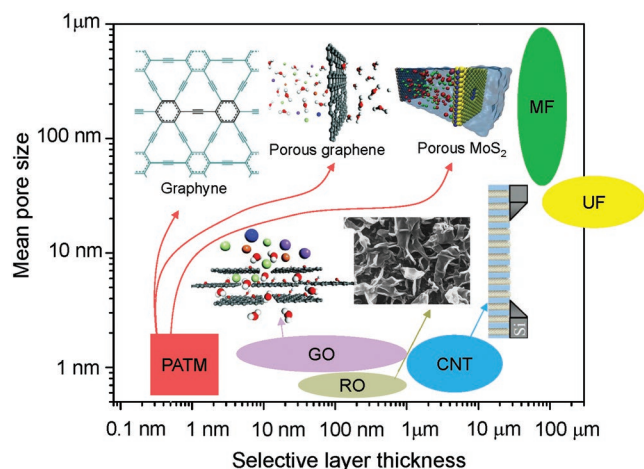 1μm
100 nm
10 nm
1 nm
Mean pore size
Graphyne
Porous graphene
Porous MoS₂
MF
UF
Si
PATM
GO
RO
CNT
0.1 nm
1 nm
10 nm
100 nm
1μm
10 μm
100 μm
Selective layer thickness